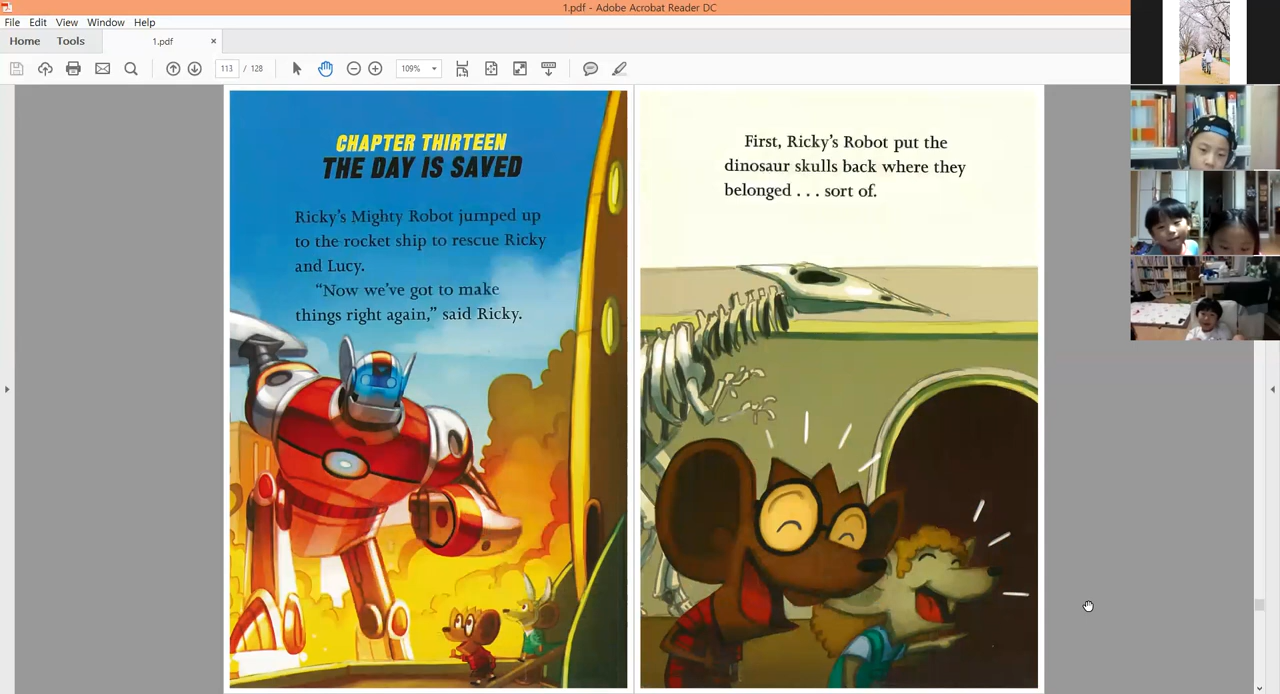 1.pdf - Adobe Acrobat Reader DC
File Edit View Window Help
Home Tools 1.pdf ×
113 / 128 109%
CHAPTER THIRTEEN
THE DAY IS SAVED
Ricky's Mighty Robot jumped up
to the rocket ship to rescue Ricky
and Lucy.
"Now we've got to make
things right again," said Ricky.
First, Ricky's Robot put the
dinosaur skulls back where they
belonged . . . sort of.